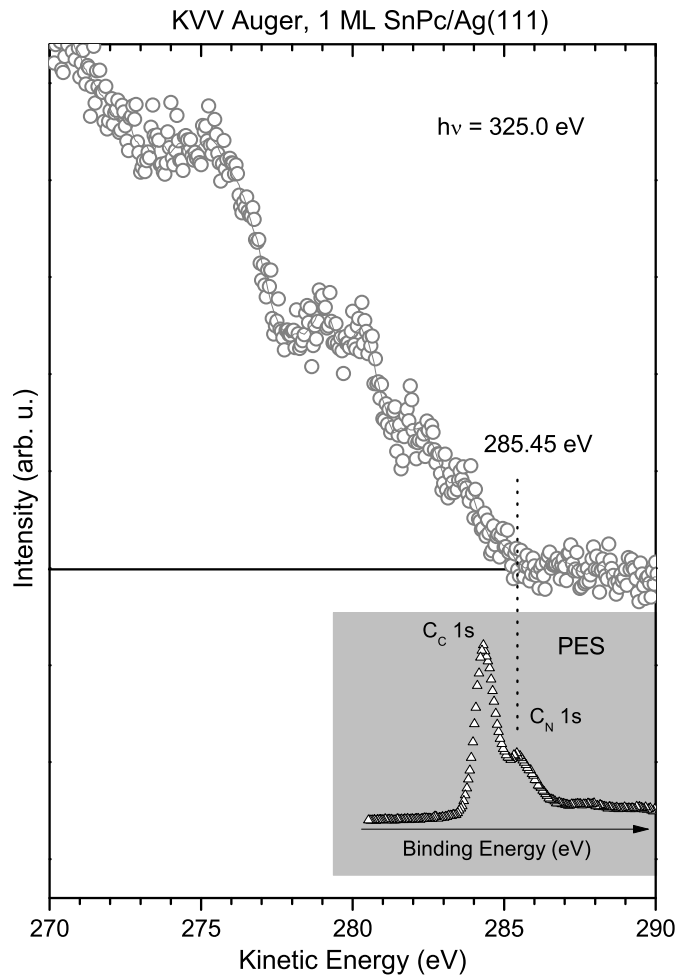 KVV Auger, 1 ML SnPc/Ag(111)
hν = 325.0 eV
285.45 eV
Intensity (arb. u.)
C_C 1s
PES
C_N 1s
Binding Energy (eV)
270 275 280 285 290
Kinetic Energy (eV)